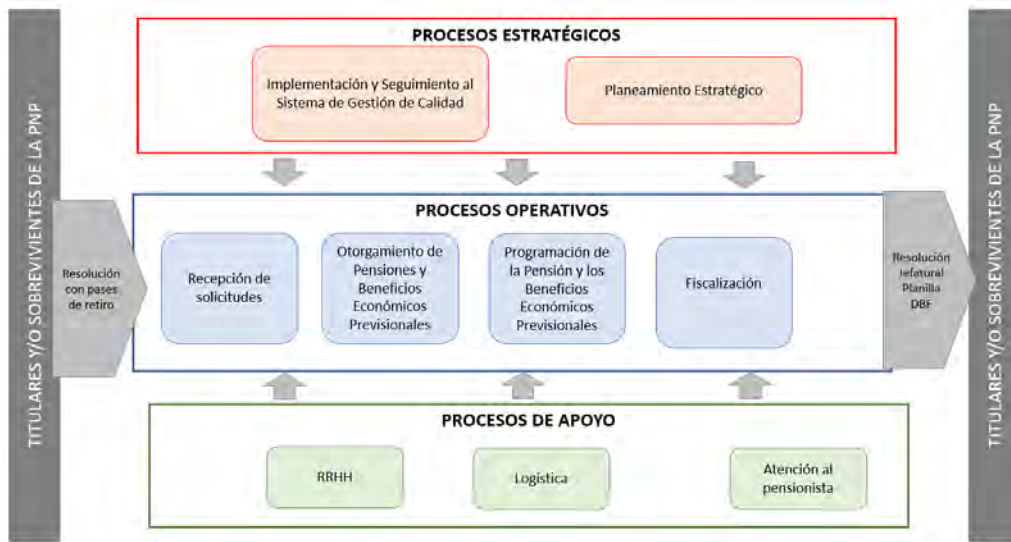 TITULARES Y/O SOBREVIVIENTES DE LA PNP
PROCESOS ESTRATÉGICOS
Implementación y Seguimiento al
Sistema de Gestión de Calidad
Planeamiento Estratégico
Resolución
con pases
de retiro
PROCESOS OPERATIVOS
Recepción de
solicitudes
Otorgamiento de
Pensiones y
Beneficios
Económicos
Previsionales
Programación de
la Pensión y los
Beneficios
Económicos
Previsionales
Fiscalización
Resolución
Jefatural
Planilla
DBF
PROCESOS DE APOYO
RRHH
Logística
Atención al
pensionista
TITULARES Y/O SOBREVIVIENTES DE LA PNP